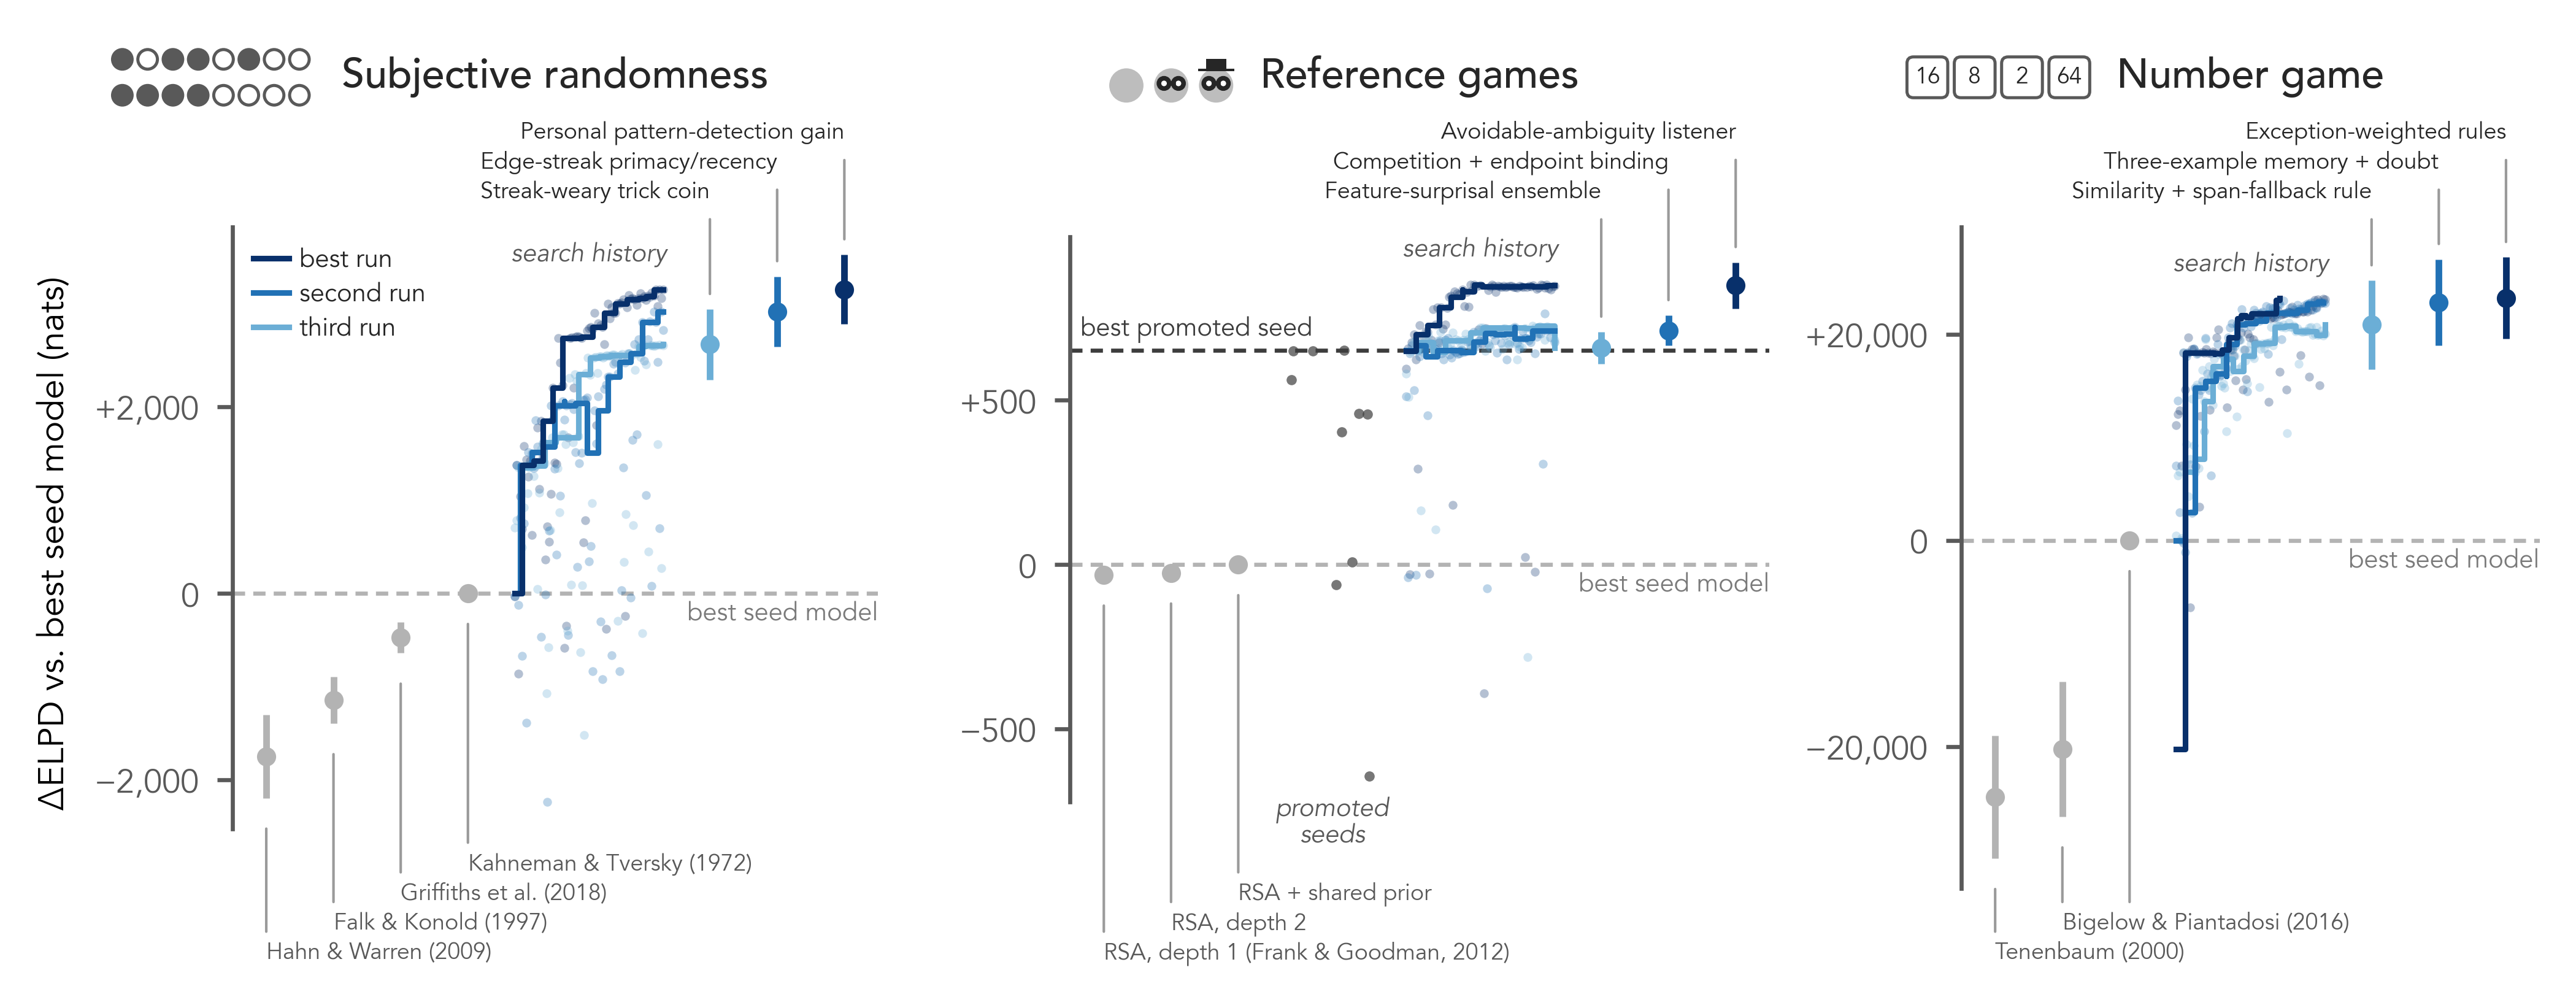 Subjective randomness
Personal pattern-detection gain
Edge-streak primacy/recency
Streak-weary trick coin
search history
best run
second run
third run
ΔELPD vs. best seed model (nats)
+2,000
0
−2,000
best seed model
Kahneman & Tversky (1972)
Griffiths et al. (2018)
Falk & Konold (1997)
Hahn & Warren (2009)
Reference games
Avoidable-ambiguity listener
Competition + endpoint binding
Feature-surprisal ensemble
search history
best promoted seed
+500
0
−500
best seed model
promoted
seeds
RSA + shared prior
RSA, depth 2
RSA, depth 1 (Frank & Goodman, 2012)
16 8 2 64
Number game
Exception-weighted rules
Three-example memory + doubt
Similarity + span-fallback rule
search history
+20,000
0
−20,000
best seed model
Bigelow & Piantadosi (2016)
Tenenbaum (2000)